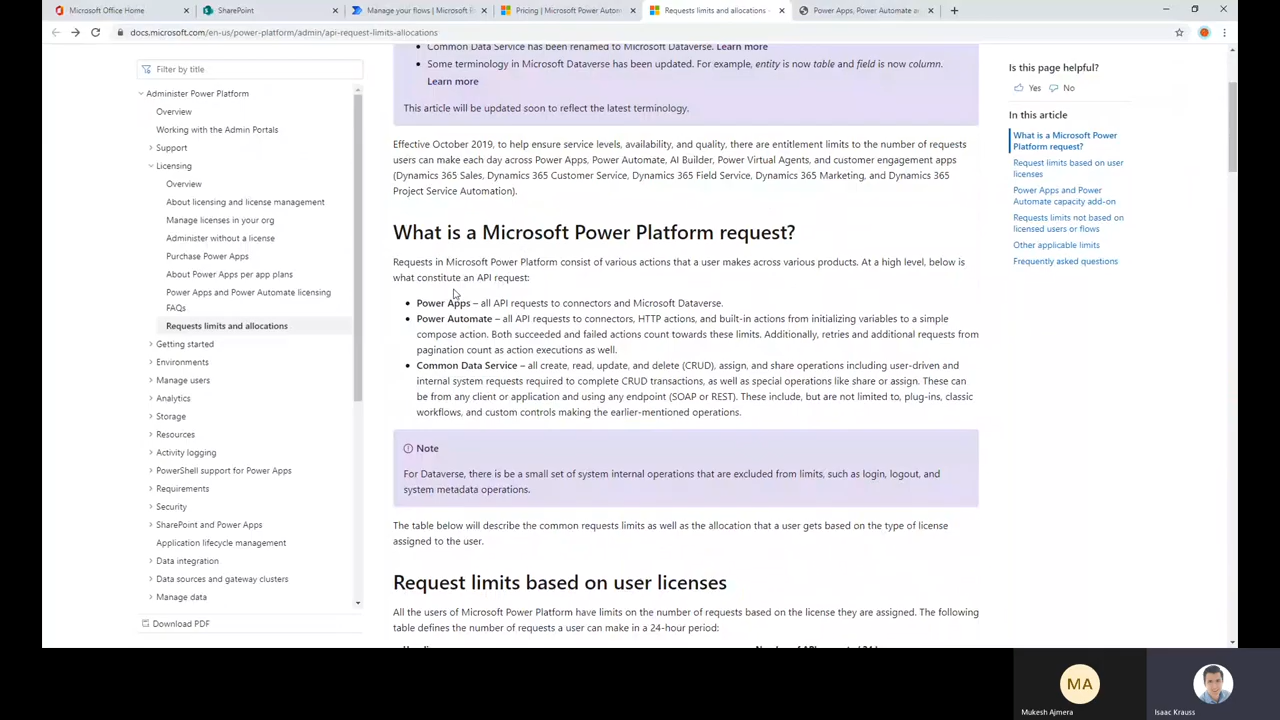 Microsoft Office Home
SharePoint
Manage your flows | Microsoft P
Pricing | Microsoft Power Autom
Requests limits and allocations -
Power Apps, Power Automate an
docs.microsoft.com/en-us/power-platform/admin/api-request-limits-allocations
Filter by title
Administer Power Platform
Overview
Working with the Admin Portals
Support
Licensing
Overview
About licensing and license management
Manage licenses in your org
Administer without a license
Purchase Power Apps
About Power Apps per app plans
Power Apps and Power Automate licensing
FAQs
Requests limits and allocations
Getting started
Environments
Manage users
Analytics
Storage
Resources
Activity logging
PowerShell support for Power Apps
Requirements
Security
SharePoint and Power Apps
Application lifecycle management
Data integration
Data sources and gateway clusters
Manage data
Download PDF
Common Data Service has been renamed to Microsoft Dataverse. Learn more
Some terminology in Microsoft Dataverse has been updated. For example, entity is now table and field is now column.
Learn more
This article will be updated soon to reflect the latest terminology.
Effective October 2019, to help ensure service levels, availability, and quality, there are entitlement limits to the number of requests
users can make each day across Power Apps, Power Automate, AI Builder, Power Virtual Agents, and customer engagement apps
(Dynamics 365 Sales, Dynamics 365 Customer Service, Dynamics 365 Field Service, Dynamics 365 Marketing, and Dynamics 365
Project Service Automation).
What is a Microsoft Power Platform request?
Requests in Microsoft Power Platform consist of various actions that a user makes across various products. At a high level, below is
what constitute an API request:
Power Apps – all API requests to connectors and Microsoft Dataverse.
Power Automate – all API requests to connectors, HTTP actions, and built-in actions from initializing variables to a simple
compose action. Both succeeded and failed actions count towards these limits. Additionally, retries and additional requests from
pagination count as action executions as well.
Common Data Service – all create, read, update, and delete (CRUD), assign, and share operations including user-driven and
internal system requests required to complete CRUD transactions, as well as special operations like share or assign. These can
be from any client or application and using any endpoint (SOAP or REST). These include, but are not limited to, plug-ins, classic
workflows, and custom controls making the earlier-mentioned operations.
Note
For Dataverse, there is be a small set of system internal operations that are excluded from limits, such as login, logout, and
system metadata operations.
The table below will describe the common requests limits as well as the allocation that a user gets based on the type of license
assigned to the user.
Request limits based on user licenses
All the users of Microsoft Power Platform have limits on the number of requests based on the license they are assigned. The following
table defines the number of requests a user can make in a 24-hour period:
Is this page helpful?
Yes No
In this article
What is a Microsoft Power
Platform request?
Request limits based on user
licenses
Power Apps and Power
Automate capacity add-on
Requests limits not based on
licensed users or flows
Other applicable limits
Frequently asked questions
MA
Mukesh Ajmera
Isaac Krauss